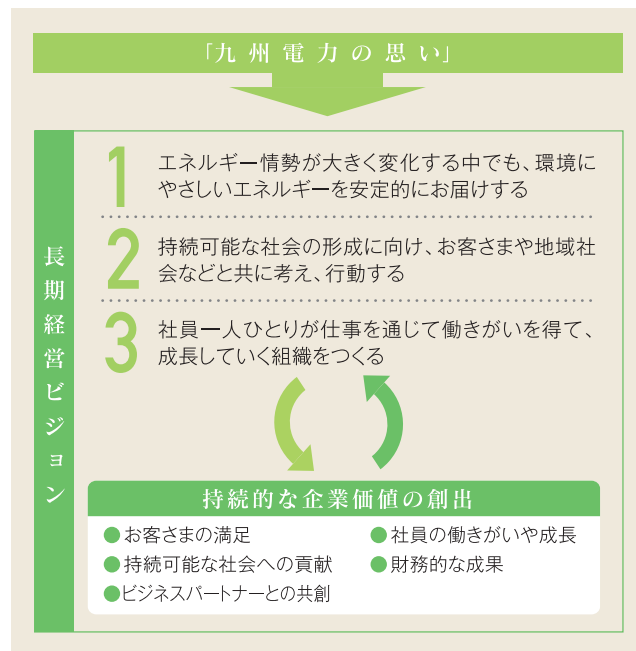 「九州電力の思い」
長期経営ビジョン
1
エネルギー情勢が大きく変化する中でも、環境に
やさしいエネルギーを安定的にお届けする
2
持続可能な社会の形成に向け、お客さまや地域社
会などと共に考え、行動する
3
社員一人ひとりが仕事を通じて働きがいを得て、
成長していく組織をつくる
持続的な企業価値の創出
●お客さまの満足
●持続可能な社会への貢献
●ビジネスパートナーとの共創
●社員の働きがいや成長
●財務的な成果